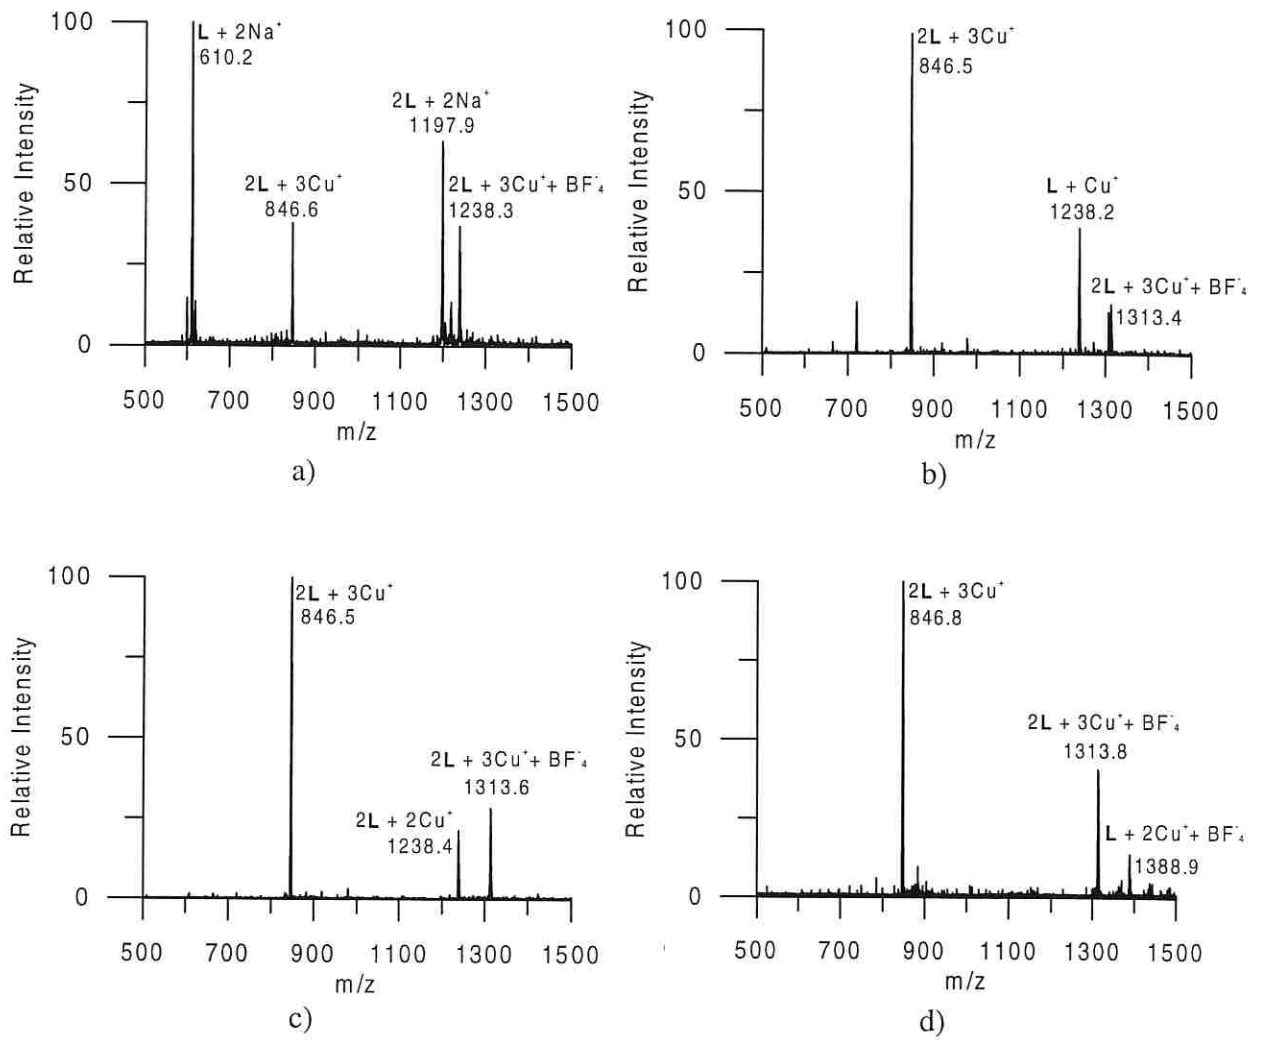 100
L + 2Na⁺
610.2
2L + 2Na⁺
1197.9
50
2L + 3Cu⁺
846.6
2L + 3Cu⁺+ BF⁻₄
1238.3
0
Relative Intensity
500 700 900 1100 1300 1500
m/z
a)
100
2L + 3Cu⁺
846.5
50
L + Cu⁺
1238.2
2L + 3Cu⁺+ BF⁻₄
1313.4
0
Relative Intensity
500 700 900 1100 1300 1500
m/z
b)
100
2L + 3Cu⁺
846.5
50
2L + 3Cu⁺+ BF⁻₄
1313.6
2L + 2Cu⁺
1238.4
0
Relative Intensity
500 700 900 1100 1300 1500
m/z
c)
100
2L + 3Cu⁺
846.8
50
2L + 3Cu⁺+ BF⁻₄
1313.8
L + 2Cu⁺+ BF⁻₄
1388.9
0
Relative Intensity
500 700 900 1100 1300 1500
m/z
d)